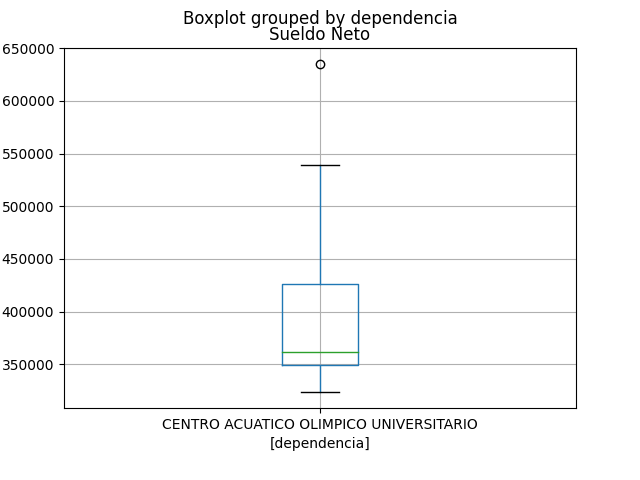 Boxplot grouped by dependencia
Sueldo Neto
650000
600000
550000
500000
450000
400000
350000
CENTRO ACUATICO OLIMPICO UNIVERSITARIO
[dependencia]